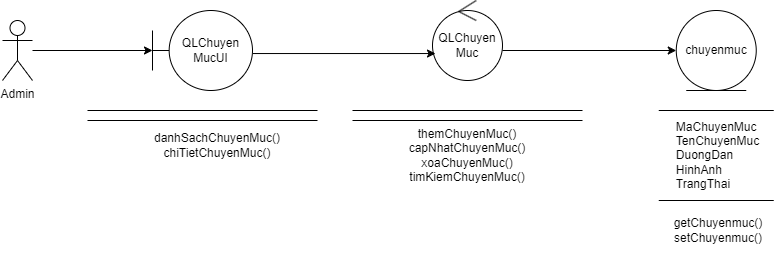 Admin
QLChuyen
MucUI
danhSachChuyenMuc()
chiTietChuyenMuc()
QLChuyen
Muc
themChuyenMuc()
capNhatChuyenMuc()
xoaChuyenMuc()
timKiemChuyenMuc()
chuyenmuc
MaChuyenMuc
TenChuyenMuc
DuongDan
HinhAnh
TrangThai
getChuyenmuc()
setChuyenmuc()